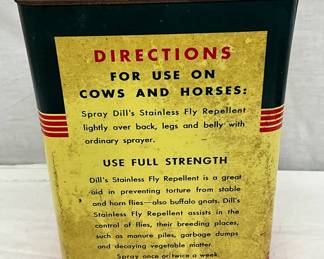 DIRECTIONS
FOR USE ON
COWS AND HORSES:
Spray Dill's Stainless Fly Repellent
lightly over back, legs and belly with
ordinary sprayer.
USE FULL STRENGTH
Dill's Stainless Fly Repellent is a great
aid in preventing torture from stable
and horn flies—also buffalo gnats. Dill's
Stainless Fly Repellent assists in the
control of flies, their breeding places,
such as manure piles, garbage dumps
and decaying vegetable matter.
Spray once or twice a week.